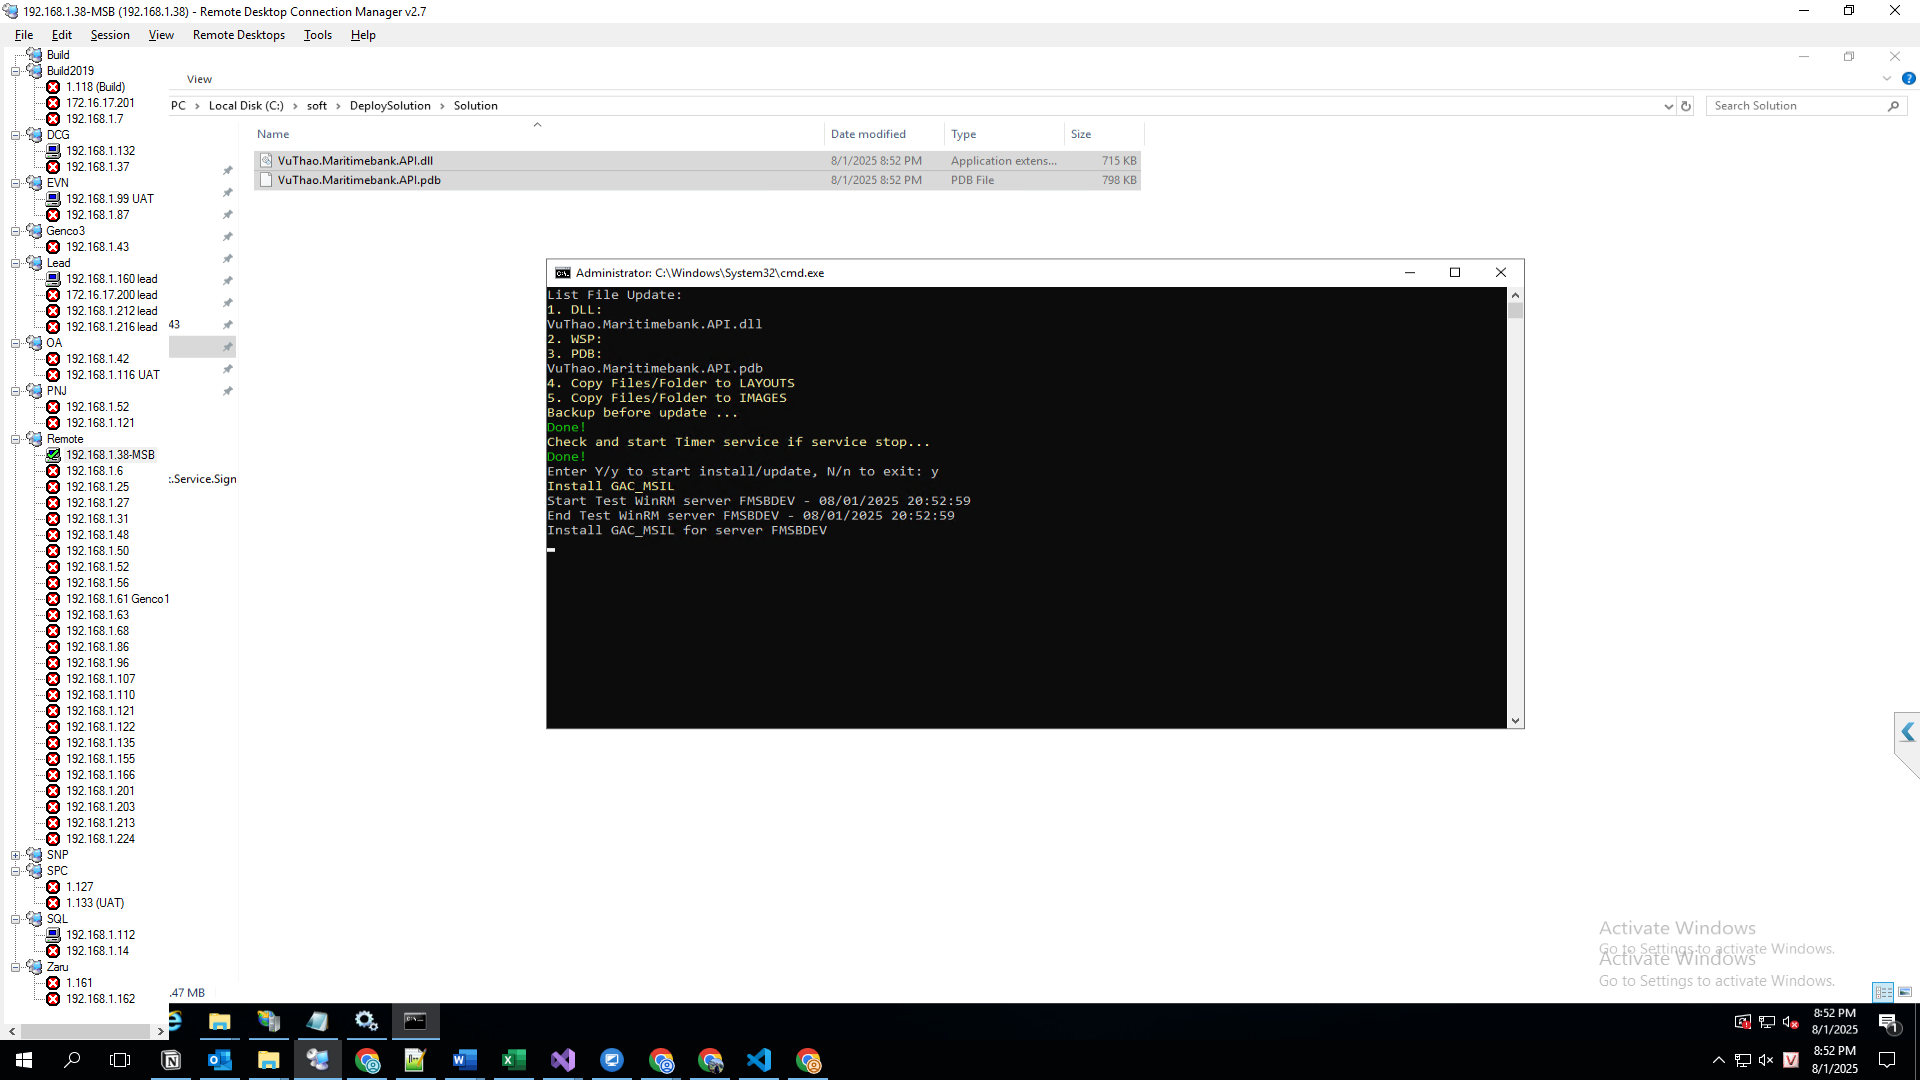 192.168.1.38-MSB (192.168.1.38) - Remote Desktop Connection Manager v2.7
File Edit Session View Remote Desktops Tools Help
Build
Build2019
1.118 (Build)
172.16.17.201
192.168.1.7
DCG
192.168.1.132
192.168.1.37
EVN
192.168.1.99 UAT
192.168.1.87
Genco3
192.168.1.43
Lead
192.168.1.160 lead
172.16.17.200 lead
192.168.1.212 lead
192.168.1.216 lead
OA
192.168.1.42
192.168.1.116 UAT
PNJ
192.168.1.52
192.168.1.121
Remote
192.168.1.38-MSB
192.168.1.6
192.168.1.25
192.168.1.27
192.168.1.31
192.168.1.48
192.168.1.50
192.168.1.52
192.168.1.56
192.168.1.61 Genco1
192.168.1.63
192.168.1.68
192.168.1.86
192.168.1.96
192.168.1.107
192.168.1.110
192.168.1.121
192.168.1.122
192.168.1.135
192.168.1.155
192.168.1.166
192.168.1.201
192.168.1.203
192.168.1.213
192.168.1.224
SNP
SPC
1.127
1.133 (UAT)
SQL
192.168.1.112
192.168.1.14
Zaru
1.161
192.168.1.162
View
PC > Local Disk (C:) > soft > DeploySolution > Solution
Search Solution
Name Date modified Type Size
VuThao.Maritimebank.API.dll 8/1/2025 8:52 PM Application extens... 715 KB
VuThao.Maritimebank.API.pdb 8/1/2025 8:52 PM PDB File 798 KB
43
:.Service.Sign
.47 MB
Administrator: C:\Windows\System32\cmd.exe
List File Update:
1. DLL:
VuThao.Maritimebank.API.dll
2. WSP:
3. PDB:
VuThao.Maritimebank.API.pdb
4. Copy Files/Folder to LAYOUTS
5. Copy Files/Folder to IMAGES
Backup before update ...
Done!
Check and start Timer service if service stop...
Done!
Enter Y/y to start install/update, N/n to exit: y
Install GAC_MSIL
Start Test WinRM server FMSBDEV - 08/01/2025 20:52:59
End Test WinRM server FMSBDEV - 08/01/2025 20:52:59
Install GAC_MSIL for server FMSBDEV
Activate Windows
Go to Settings to activate Windows.
Activate Windows
Go to Settings to activate Windows.
8:52 PM
8/1/2025
1
8:52 PM
8/1/2025